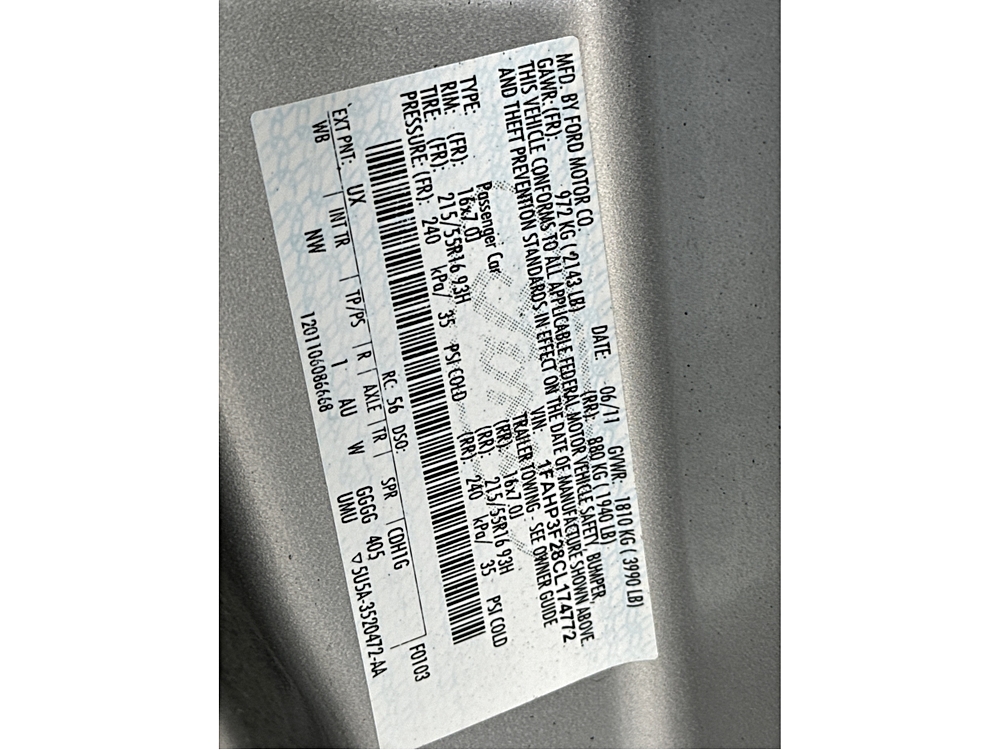 MFD. BY FORD MOTOR CO.
DATE: 06/11 GVWR: 1810 KG ( 3990 LB)
GAWR: (FR): 972 KG ( 2143 LB) (RR): 880 KG ( 1940 LB)
THIS VEHICLE CONFORMS TO ALL APPLICABLE FEDERAL MOTOR VEHICLE SAFETY, BUMPER,
AND THEFT PREVENTION STANDARDS IN EFFECT ON THE DATE OF MANUFACTURE SHOWN ABOVE.
VIN: 1FAHP3F28CL174772
TYPE: Passenger Car TRAILER TOWING - SEE OWNER GUIDE
RIM: (FR): 16x7.0J (RR): 16x7.0J
TIRE: (FR): 215/55R16 93H (RR): 215/55R16 93H
PRESSURE: (FR): 240 kPa/ 35 PSI COLD (RR): 240 kPa/ 35 PSI COLD
F0103
EXT PNT: UX RC: 56 DSO:
WB INT TR TP/PS R AXLE TR SPR CDH1G
NW 1 AU W GGGG 405
UMU
1201106086668 ▽5U5A-3520472-AA